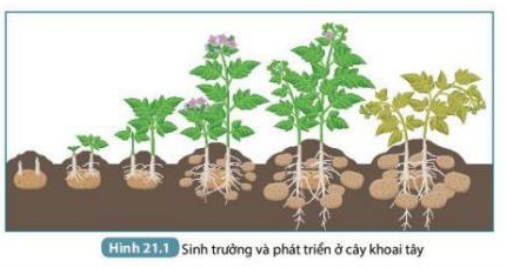 Hình 21.1 Sinh trưởng và phát triển ở cây khoai tây